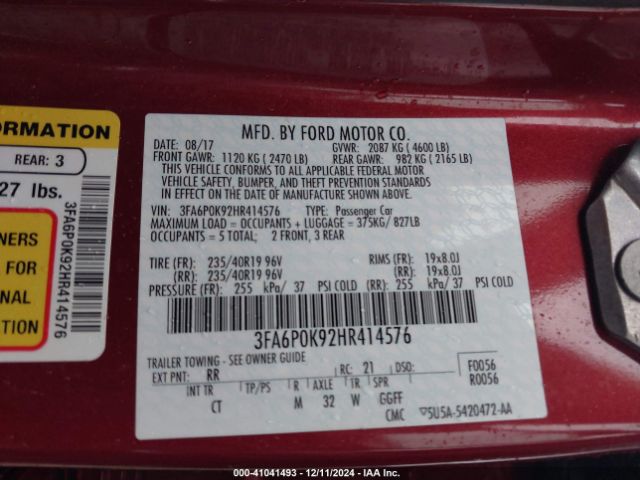 ORMATION
REAR: 3
27 lbs.
NERS
FOR
NAL
N!
3FA6P0K92HR414576
MFD. BY FORD MOTOR CO.
DATE: 08/17 GVWR: 2087 KG ( 4600 LB)
FRONT GAWR: 1120 KG ( 2470 LB) REAR GAWR: 982 KG ( 2165 LB)
THIS VEHICLE CONFORMS TO ALL APPLICABLE FEDERAL MOTOR
VEHICLE SAFETY, BUMPER, AND THEFT PREVENTION STANDARDS
IN EFFECT ON THE DATE OF MANUFACTURE SHOWN ABOVE.
VIN: 3FA6P0K92HR414576 TYPE: Passenger Car
MAXIMUM LOAD = OCCUPANTS + LUGGAGE = 375KG/ 827LB
OCCUPANTS = 5 TOTAL; 2 FRONT, 3 REAR
TIRE (FR): 235/40R19 96V RIMS (FR): 19x8.0J
(RR): 235/40R19 96V (RR): 19x8.0J
PRESSURE (FR): 255 kPa/ 37 PSI COLD (RR): 255 kPa/ 37 PSI COLD
3FA6P0K92HR414576
TRAILER TOWING - SEE OWNER GUIDE
EXT PNT: RR RC: 21 DSO: F0056
R0056
INT TR TP/PS R AXLE TR SPR
CT M 32 W GGFF
CMC 5U5A-5420472-AA
000-41041493 - 12/11/2024 - IAA Inc.